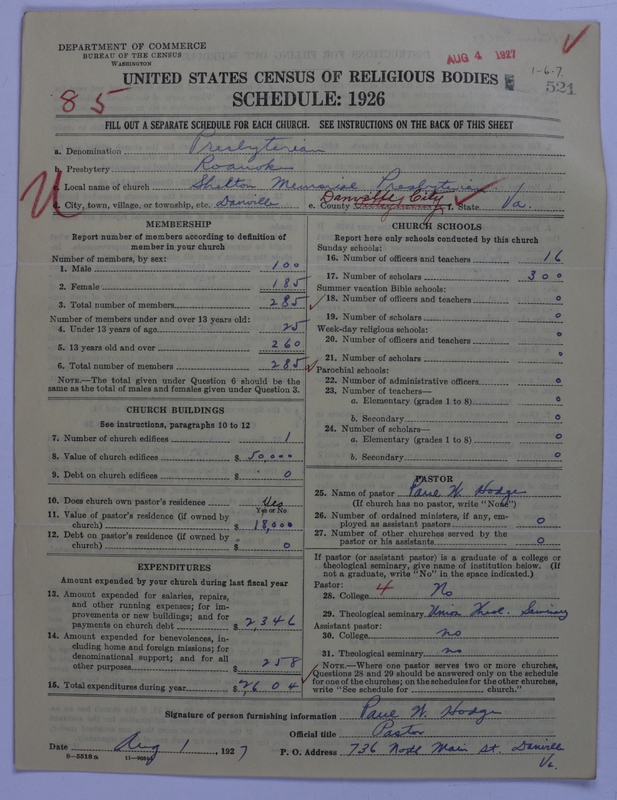 DEPARTMENT OF COMMERCE
BUREAU OF THE CENSUS
WASHINGTON
AUG 4 1927
1-6-7
521
UNITED STATES CENSUS OF RELIGIOUS BODIES
85
SCHEDULE: 1926
FILL OUT A SEPARATE SCHEDULE FOR EACH CHURCH. SEE INSTRUCTIONS ON THE BACK OF THIS SHEET
a. Denomination Presbyterian
b. Presbytery Roanoke
c. Local name of church Shelton Memorial Presbyterian
d. City, town, village, or township, etc. Danville e. County Danville City f. State Va.
MEMBERSHIP
Report number of members according to definition of
member in your church
Number of members, by sex:
1. Male 100
2. Female 185
3. Total number of members 285
Number of members under and over 13 years old:
4. Under 13 years of age 25
5. 13 years old and over 260
6. Total number of members 285
NOTE.—The total given under Question 6 should be
same as the total of males and females given under Question 3.
CHURCH BUILDINGS
See instructions, paragraphs 10 to 12
7. Number of church edifices 1
8. Value of church edifices $ 50000
9. Debt on church edifices $ 0
10. Does church own pastor's residence Yes
Yes or No
11. Value of pastor's residence (if owned by
church) $ 18,000
12. Debt on pastor's residence (if owned by
church) $ 0
EXPENDITURES
Amount expended by your church during last fiscal year
13. Amount expended for salaries, repairs,
and other running expenses; for im-
provements or new buildings; and for
payments on church debt $ 2,346
14. Amount expended for benevolences, in-
cluding home and foreign missions; for
denominational support; and for all
other purposes $ 258
15. Total expenditures during year $ 2604
CHURCH SCHOOLS
Report here only schools conducted by this church
Sunday schools:
16. Number of officers and teachers 16
17. Number of scholars 300
Summer vacation Bible schools:
18. Number of officers and teachers 0
19. Number of scholars 0
Week-day religious schools:
20. Number of officers and teachers 0
21. Number of scholars 0
Parochial schools:
22. Number of administrative officers 0
23. Number of teachers—
a. Elementary (grades 1 to 8) 0
b. Secondary 0
24. Number of scholars—
a. Elementary (grades 1 to 8) 0
b. Secondary 0
PASTOR
25. Name of pastor Paul W. Hodge
(If church has no pastor, write "None")
26. Number of ordained ministers, if any, em-
ployed as assistant pastors 0
27. Number of other churches served by the
pastor or his assistants 0
If pastor (or assistant pastor) is a graduate of a college or
theological seminary, give name of institution below. (If
not a graduate, write "No" in the space indicated.)
Pastor:
28. College 4 No
29. Theological seminary Union Theol. Seminary
Assistant pastor:
30. College no
31. Theological seminary no
NOTE.—Where one pastor serves two or more churches,
Questions 28 and 29 should be answered only on the schedule
for one of the churches; on the schedules for the other churches,
write "See schedule for church."
Signature of person furnishing information Paul W. Hodge
Official title Pastor
Date Aug 1, 1927 P. O. Address 736 North Main St. Danville
Va.
8—5518a